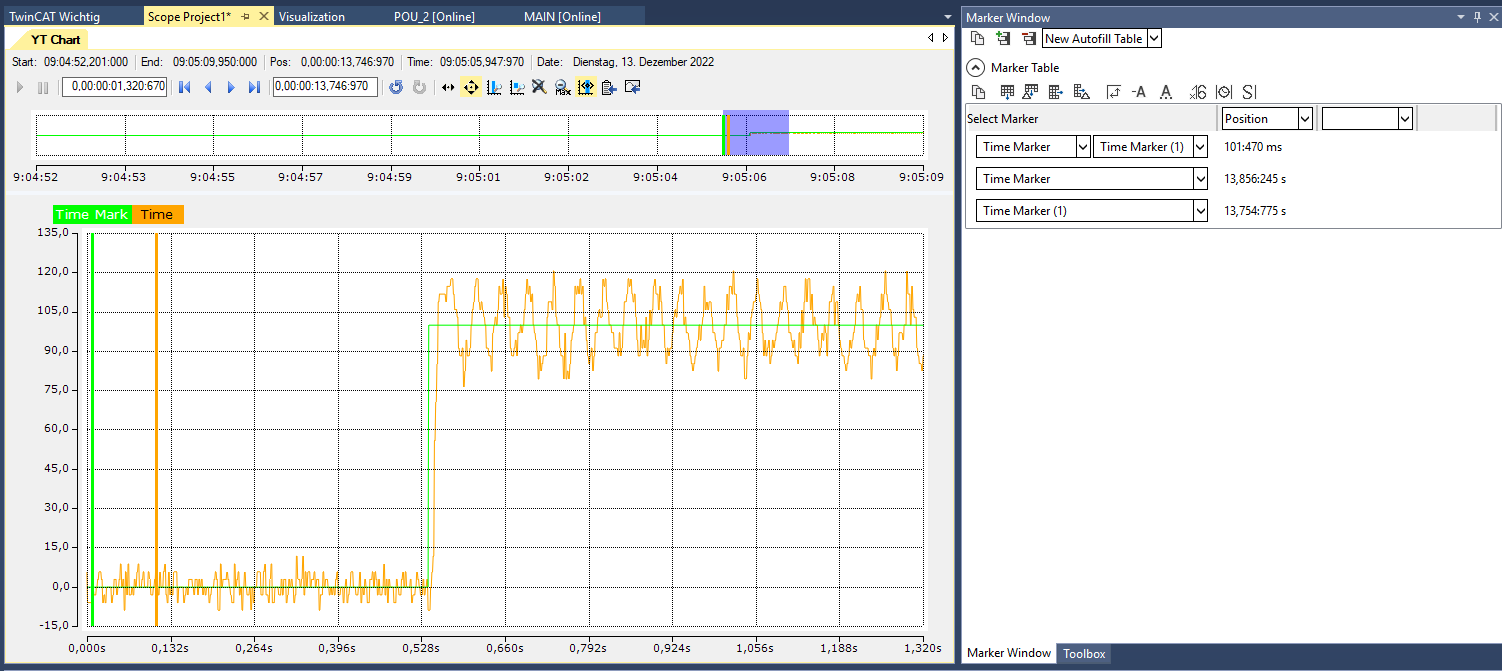 TwinCAT Wichtig Scope Project1* Visualization POU_2 [Online] MAIN [Online]
YT Chart
Start: 09:04:52,201:000 End: 09:05:09,950:000 Pos: 0,00:00:13,746:970 Time: 09:05:05,947:970 Date: Dienstag, 13. Dezember 2022
0,00:00:01,320:670 0,00:00:13,746:970 Max
9:04:52 9:04:53 9:04:55 9:04:57 9:04:59 9:05:01 9:05:02 9:05:04 9:05:06 9:05:08 9:05:09
Time Mark Time
135,0
120,0
105,0
90,0
75,0
60,0
45,0
30,0
15,0
0,0
-15,0
0,000s 0,132s 0,264s 0,396s 0,528s 0,660s 0,792s 0,924s 1,056s 1,188s 1,320s
Marker Window
New Autofill Table
Marker Table
Select Marker Position
Time Marker Time Marker (1) 101:470 ms
Time Marker 13,856:245 s
Time Marker (1) 13,754:775 s
Marker Window Toolbox